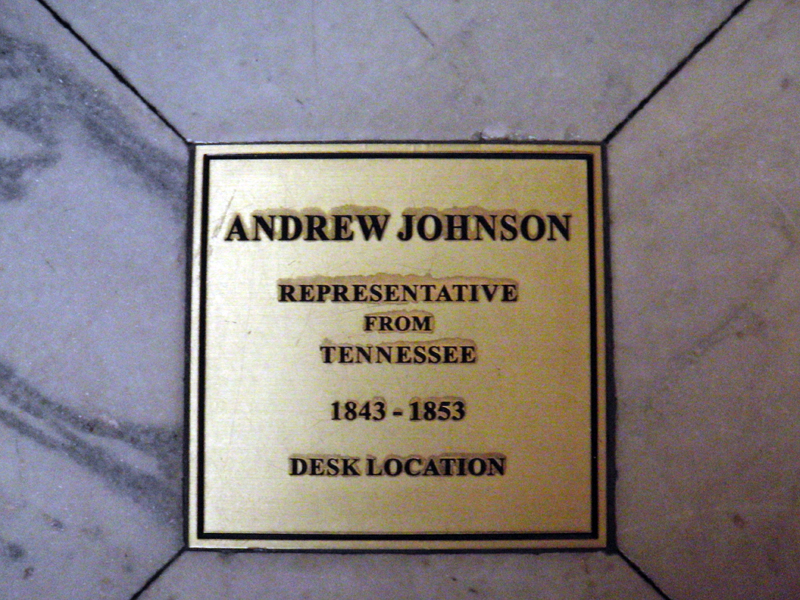 ANDREW JOHNSON
REPRESENTATIVE
FROM
TENNESSEE
1843 - 1853
DESK LOCATION